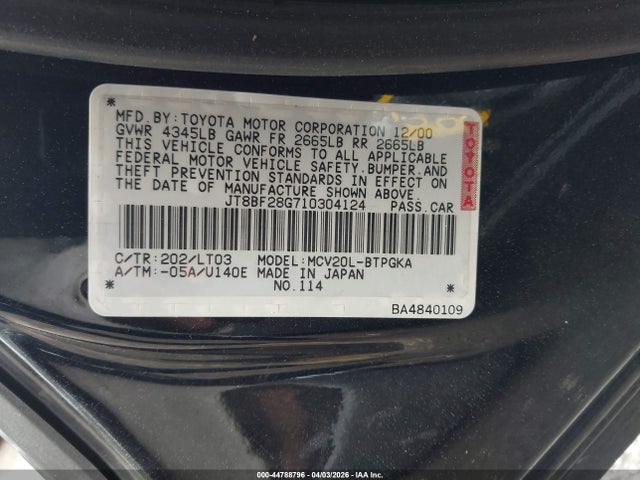 MFD.BY:TOYOTA MOTOR CORPORATION 12/00
GVWR 4345LB GAWR FR 2665LB RR 2665LB
THIS VEHICLE CONFORMS TO ALL APPLICABLE
FEDERAL MOTOR VEHICLE SAFETY,BUMPER,AND
THEFT PREVENTION STANDARDS IN EFFECT ON
THE DATE OF MANUFACTURE SHOWN ABOVE.
JT8BF28G710304124 PASS.CAR
TOYOTA
C/TR:202/LT03 MODEL:MCV20L-BTPGKA
A/TM:-05A/U140E MADE IN JAPAN
NO.114
BA4840109
000-44788796 - 04/03/2026 - IAA Inc.